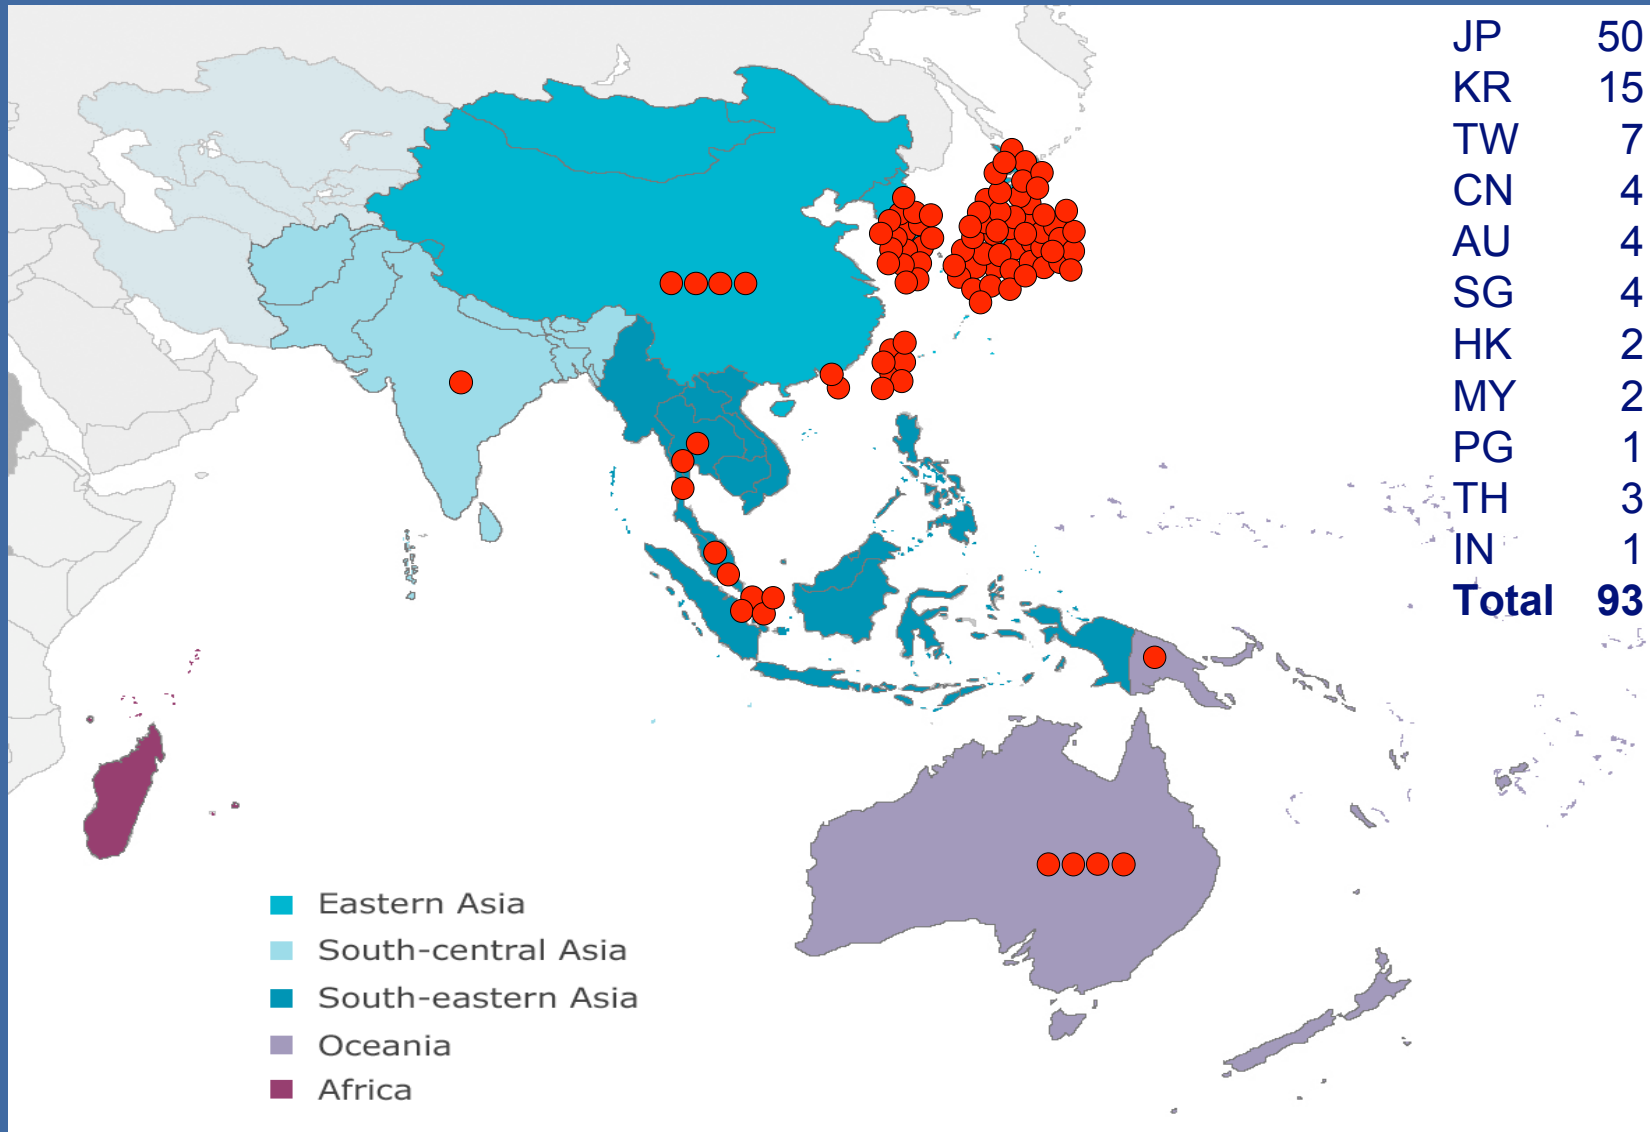 JP 50
KR 15
TW 7
CN 4
AU 4
SG 4
HK 2
MY 2
PG 1
TH 3
IN 1
Total 93
Eastern Asia
South-central Asia
South-eastern Asia
Oceania
Africa